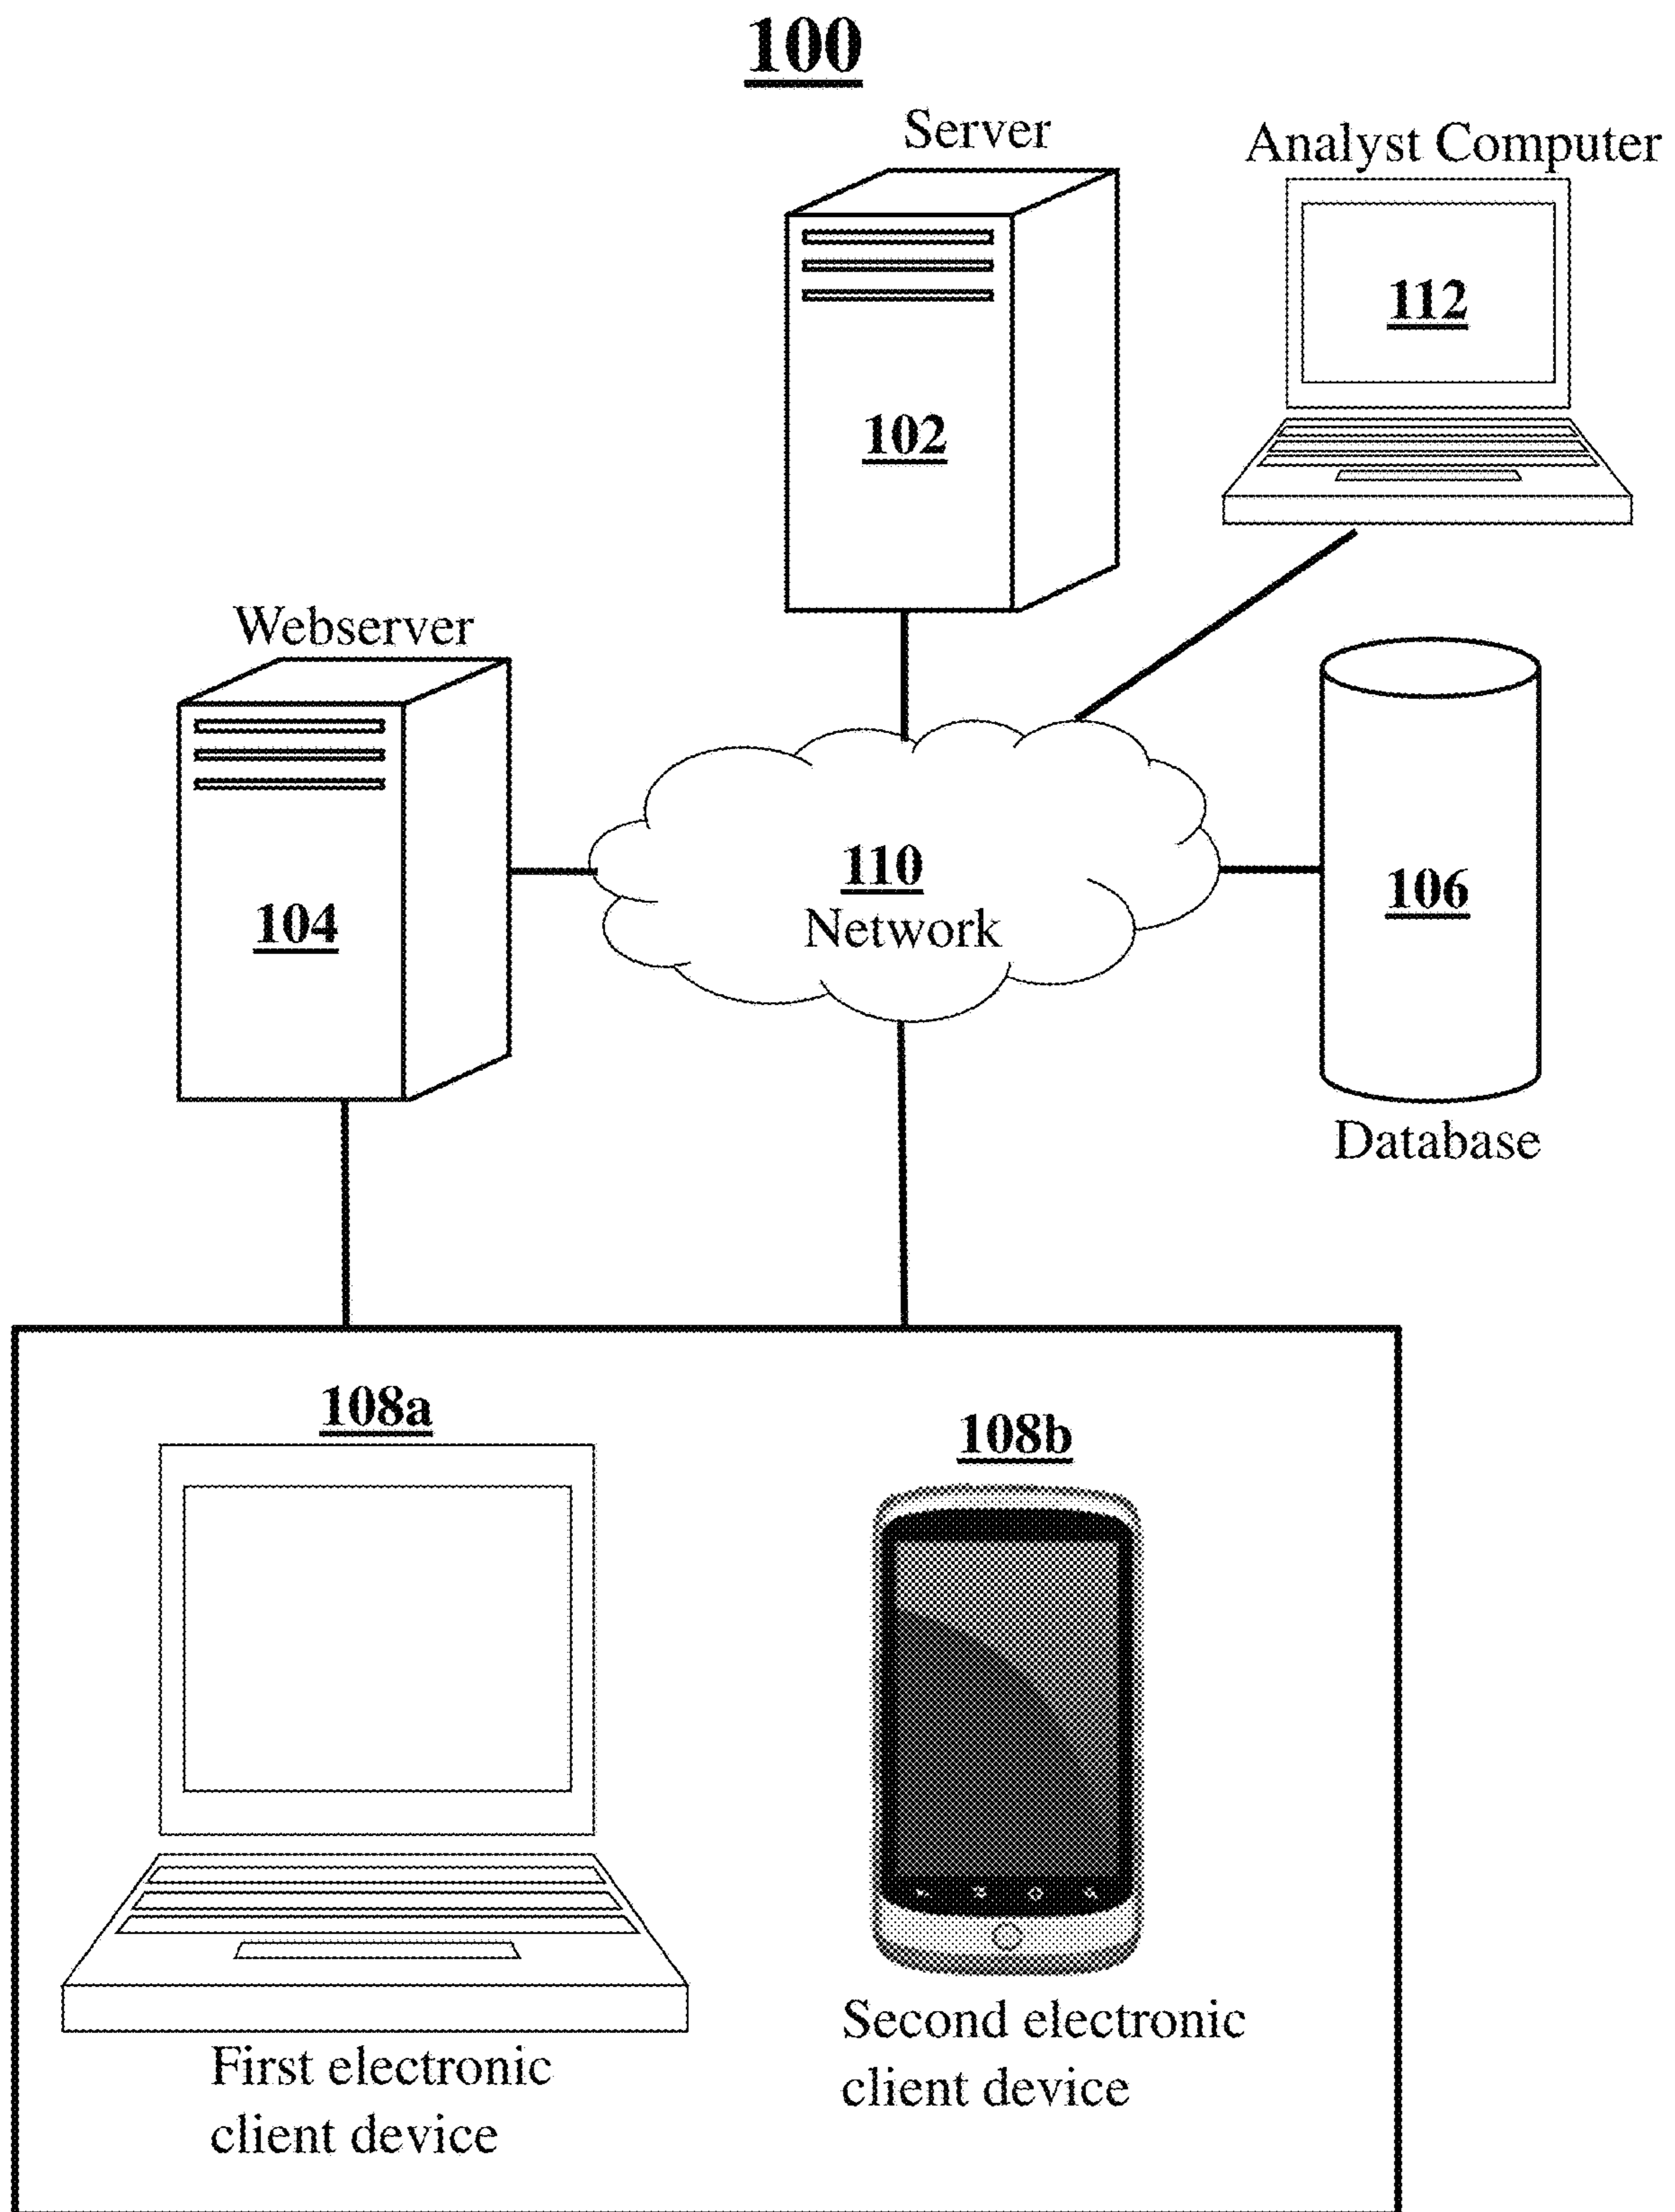 100
Server
Analyst Computer
112
102
Webserver
104
110
Network
106
Database
108a
108b
First electronic
client device
Second electronic
client device